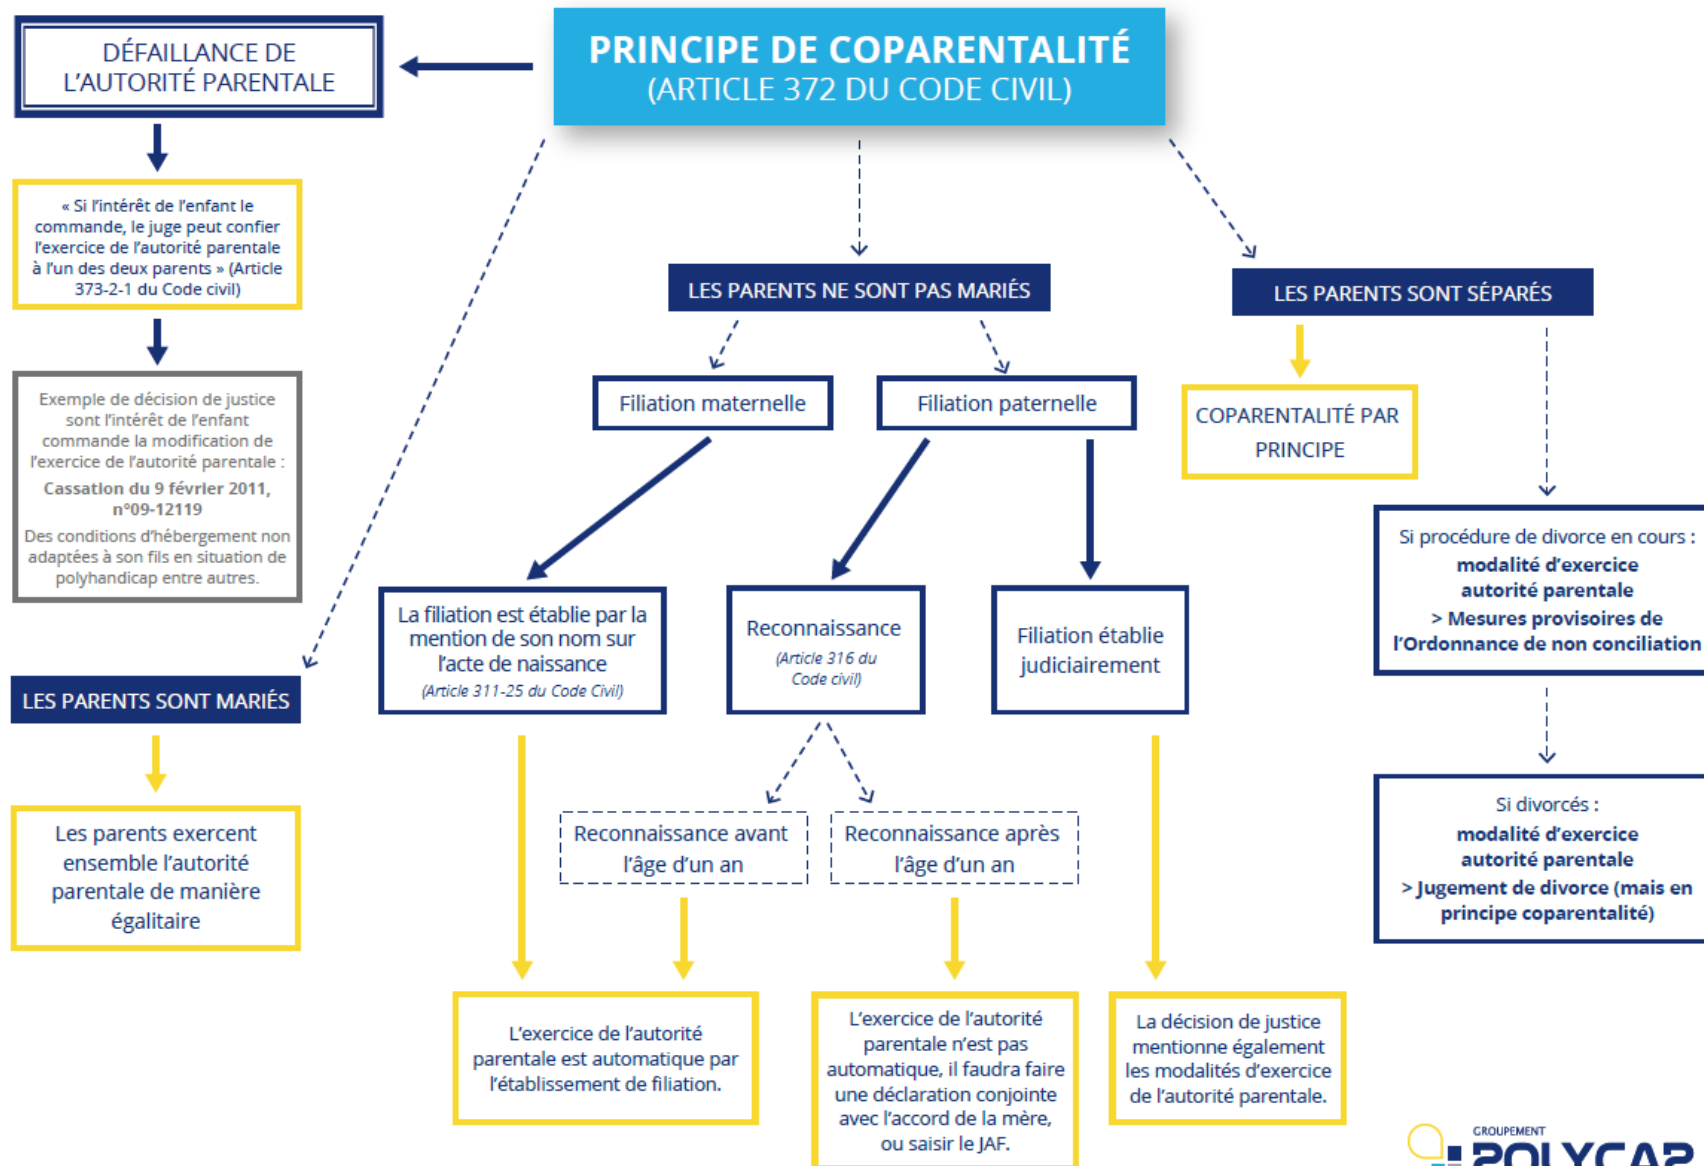 PRINCIPE DE COPARENTALITÉ
(ARTICLE 372 DU CODE CIVIL)
DÉFAILLANCE DE
L'AUTORITÉ PARENTALE
« Si l'intérêt de l'enfant le
commande, le juge peut confier
l'exercice de l'autorité parentale
à l'un des deux parents » (Article
373-2-1 du Code civil)
Exemple de décision de justice
sont l'intérêt de l'enfant
commande la modification de
l'exercice de l'autorité parentale :
Cassation du 9 février 2011,
n°09-12119
Des conditions d'hébergement non
adaptées à son fils en situation de
polyhandicap entre autres.
LES PARENTS SONT MARIÉS
Les parents exercent
ensemble l'autorité
parentale de manière
égalitaire
LES PARENTS NE SONT PAS MARIÉS
Filiation maternelle
Filiation paternelle
La filiation est établie par la
mention de son nom sur
l'acte de naissance
(Article 311-25 du Code Civil)
Reconnaissance
(Article 316 du
Code civil)
Filiation établie
judiciairement
Reconnaissance avant
l'âge d'un an
Reconnaissance après
l'âge d'un an
L'exercice de l'autorité
parentale est automatique par
l'établissement de filiation.
L'exercice de l'autorité
parentale n'est pas
automatique, il faudra faire
une déclaration conjointe
avec l'accord de la mère,
ou saisir le JAF.
La décision de justice
mentionne également
les modalités d'exercice
de l'autorité parentale.
LES PARENTS SONT SÉPARÉS
COPARENTALITÉ PAR
PRINCIPE
Si procédure de divorce en cours :
modalité d'exercice
autorité parentale
> Mesures provisoires de
l'Ordonnance de non conciliation
Si divorcés :
modalité d'exercice
autorité parentale
> Jugement de divorce (mais en
principe coparentalité)
GROUPEMENT
POLYCAP